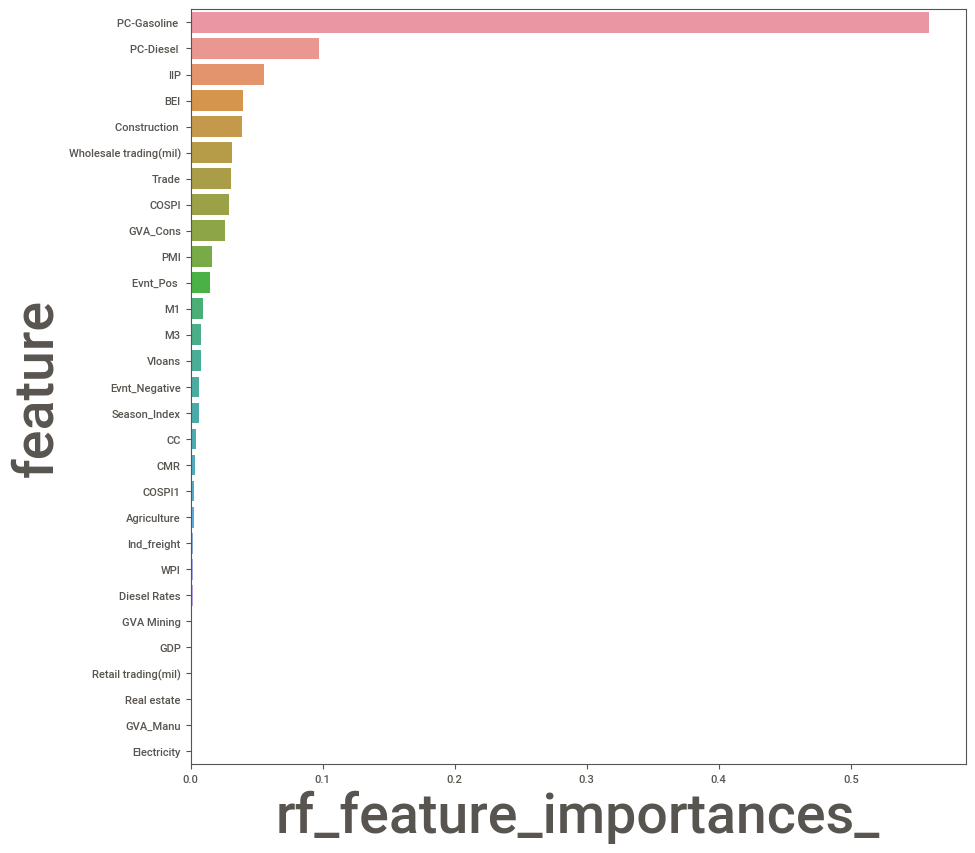 PC-Gasoline
PC-Diesel
IIP
BEI
Construction
Wholesale trading(mil)
Trade
COSPI
GVA_Cons
PMI
Evnt_Pos
M1
M3
Vloans
Evnt_Negative
Season_Index
CC
CMR
COSPI1
Agriculture
Ind_freight
WPI
Diesel Rates
GVA Mining
GDP
Retail trading(mil)
Real estate
GVA_Manu
Electricity
feature
0.0 0.1 0.2 0.3 0.4 0.5
rf_feature_importances_